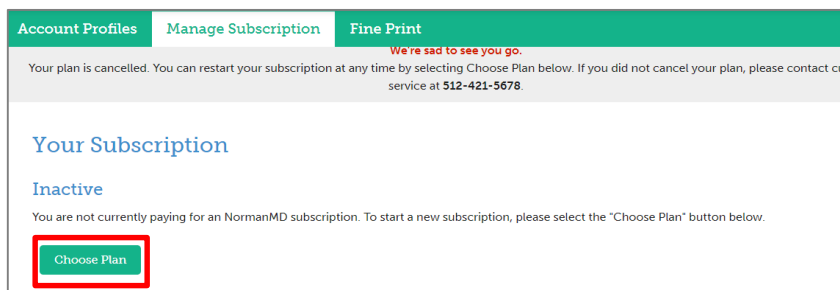 Account Profiles Manage Subscription Fine Print
We're sad to see you go.
Your plan is cancelled. You can restart your subscription at any time by selecting Choose Plan below. If you did not cancel your plan, please contact
service at 512-421-5678.
Your Subscription
Inactive
You are not currently paying for an NormanMD subscription. To start a new subscription, please select the "Choose Plan" button below.
Choose Plan